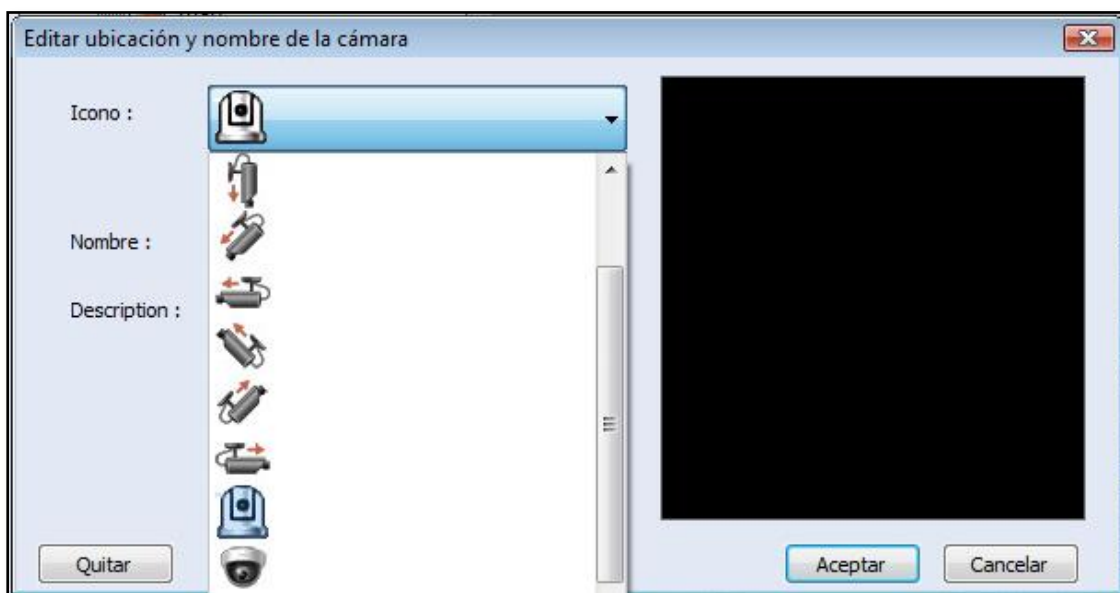 Editar ubicación y nombre de la cámara
Icono :
Nombre :
Description :
Quitar
Aceptar
Cancelar